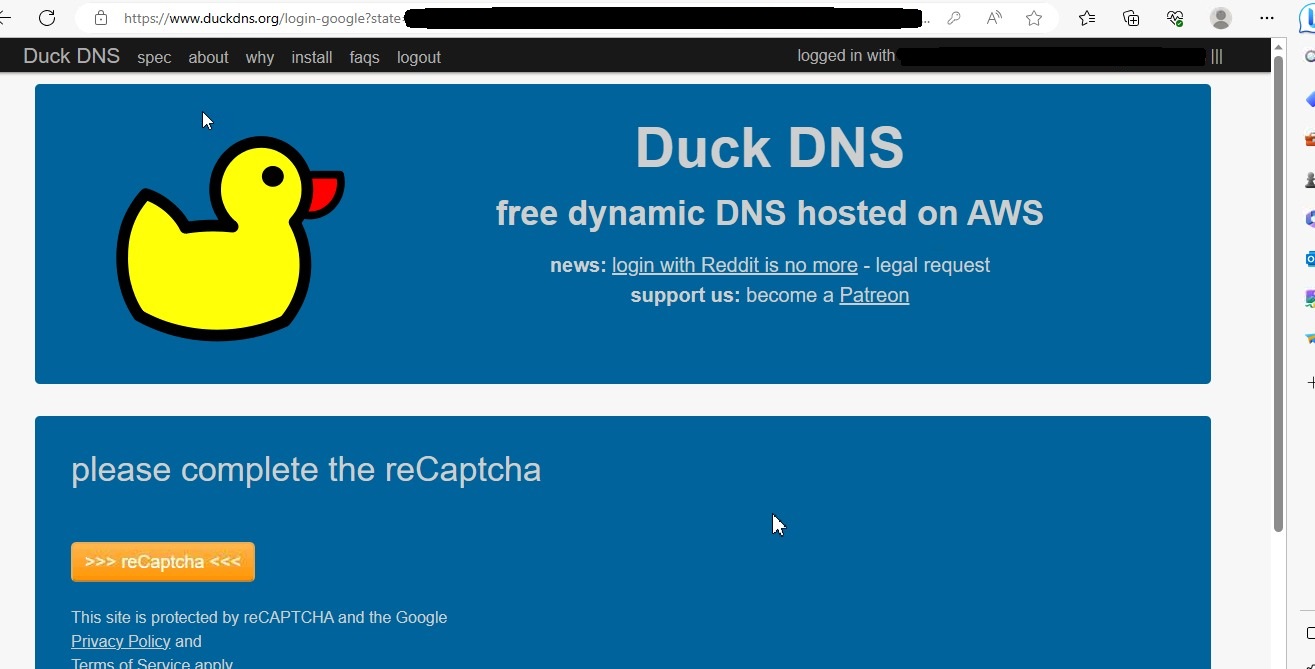 https://www.duckdns.org/login-google?state
...
Duck DNS spec about why install faqs logout logged in with |||
Duck DNS
free dynamic DNS hosted on AWS
news: login with Reddit is no more - legal request
support us: become a Patreon
please complete the reCaptcha
>>> reCaptcha <<<
This site is protected by reCAPTCHA and the Google
Privacy Policy and
Terms of Service apply.